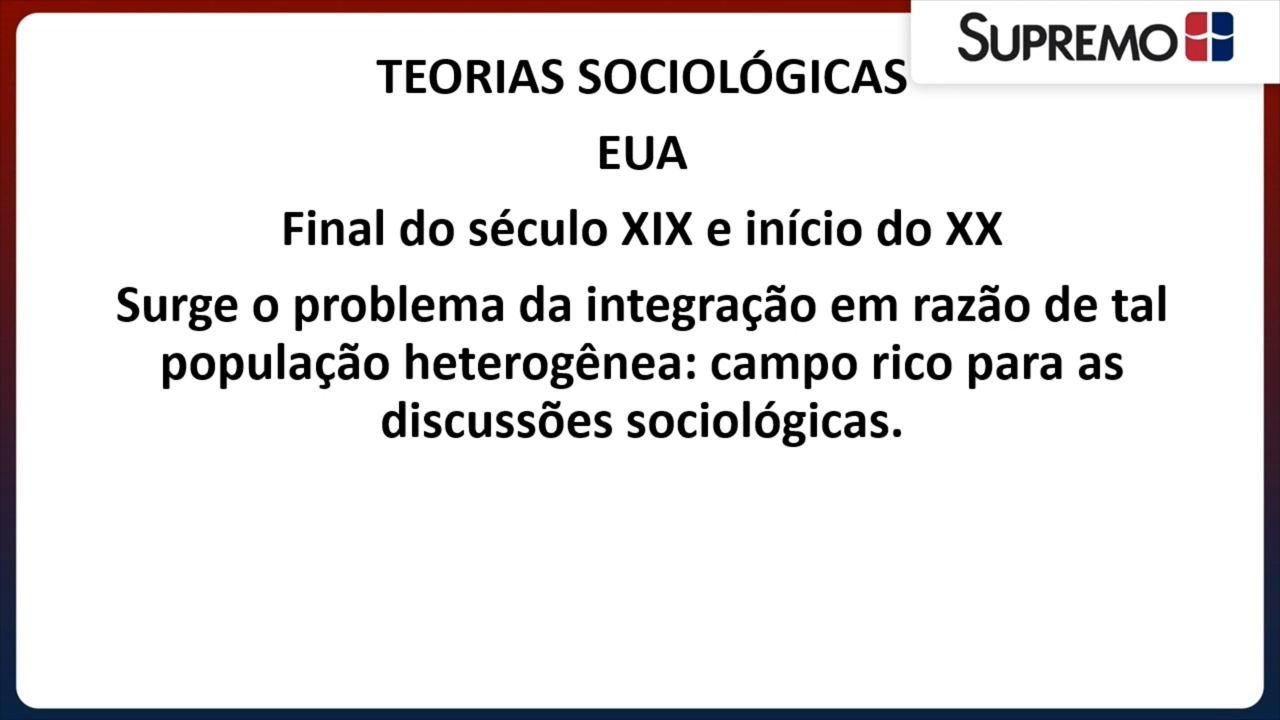 SUPREMO
TEORIAS SOCIOLÓGICAS
EUA
Final do século XIX e início do XX
Surge o problema da integração em razão de tal
população heterogênea: campo rico para as
discussões sociológicas.